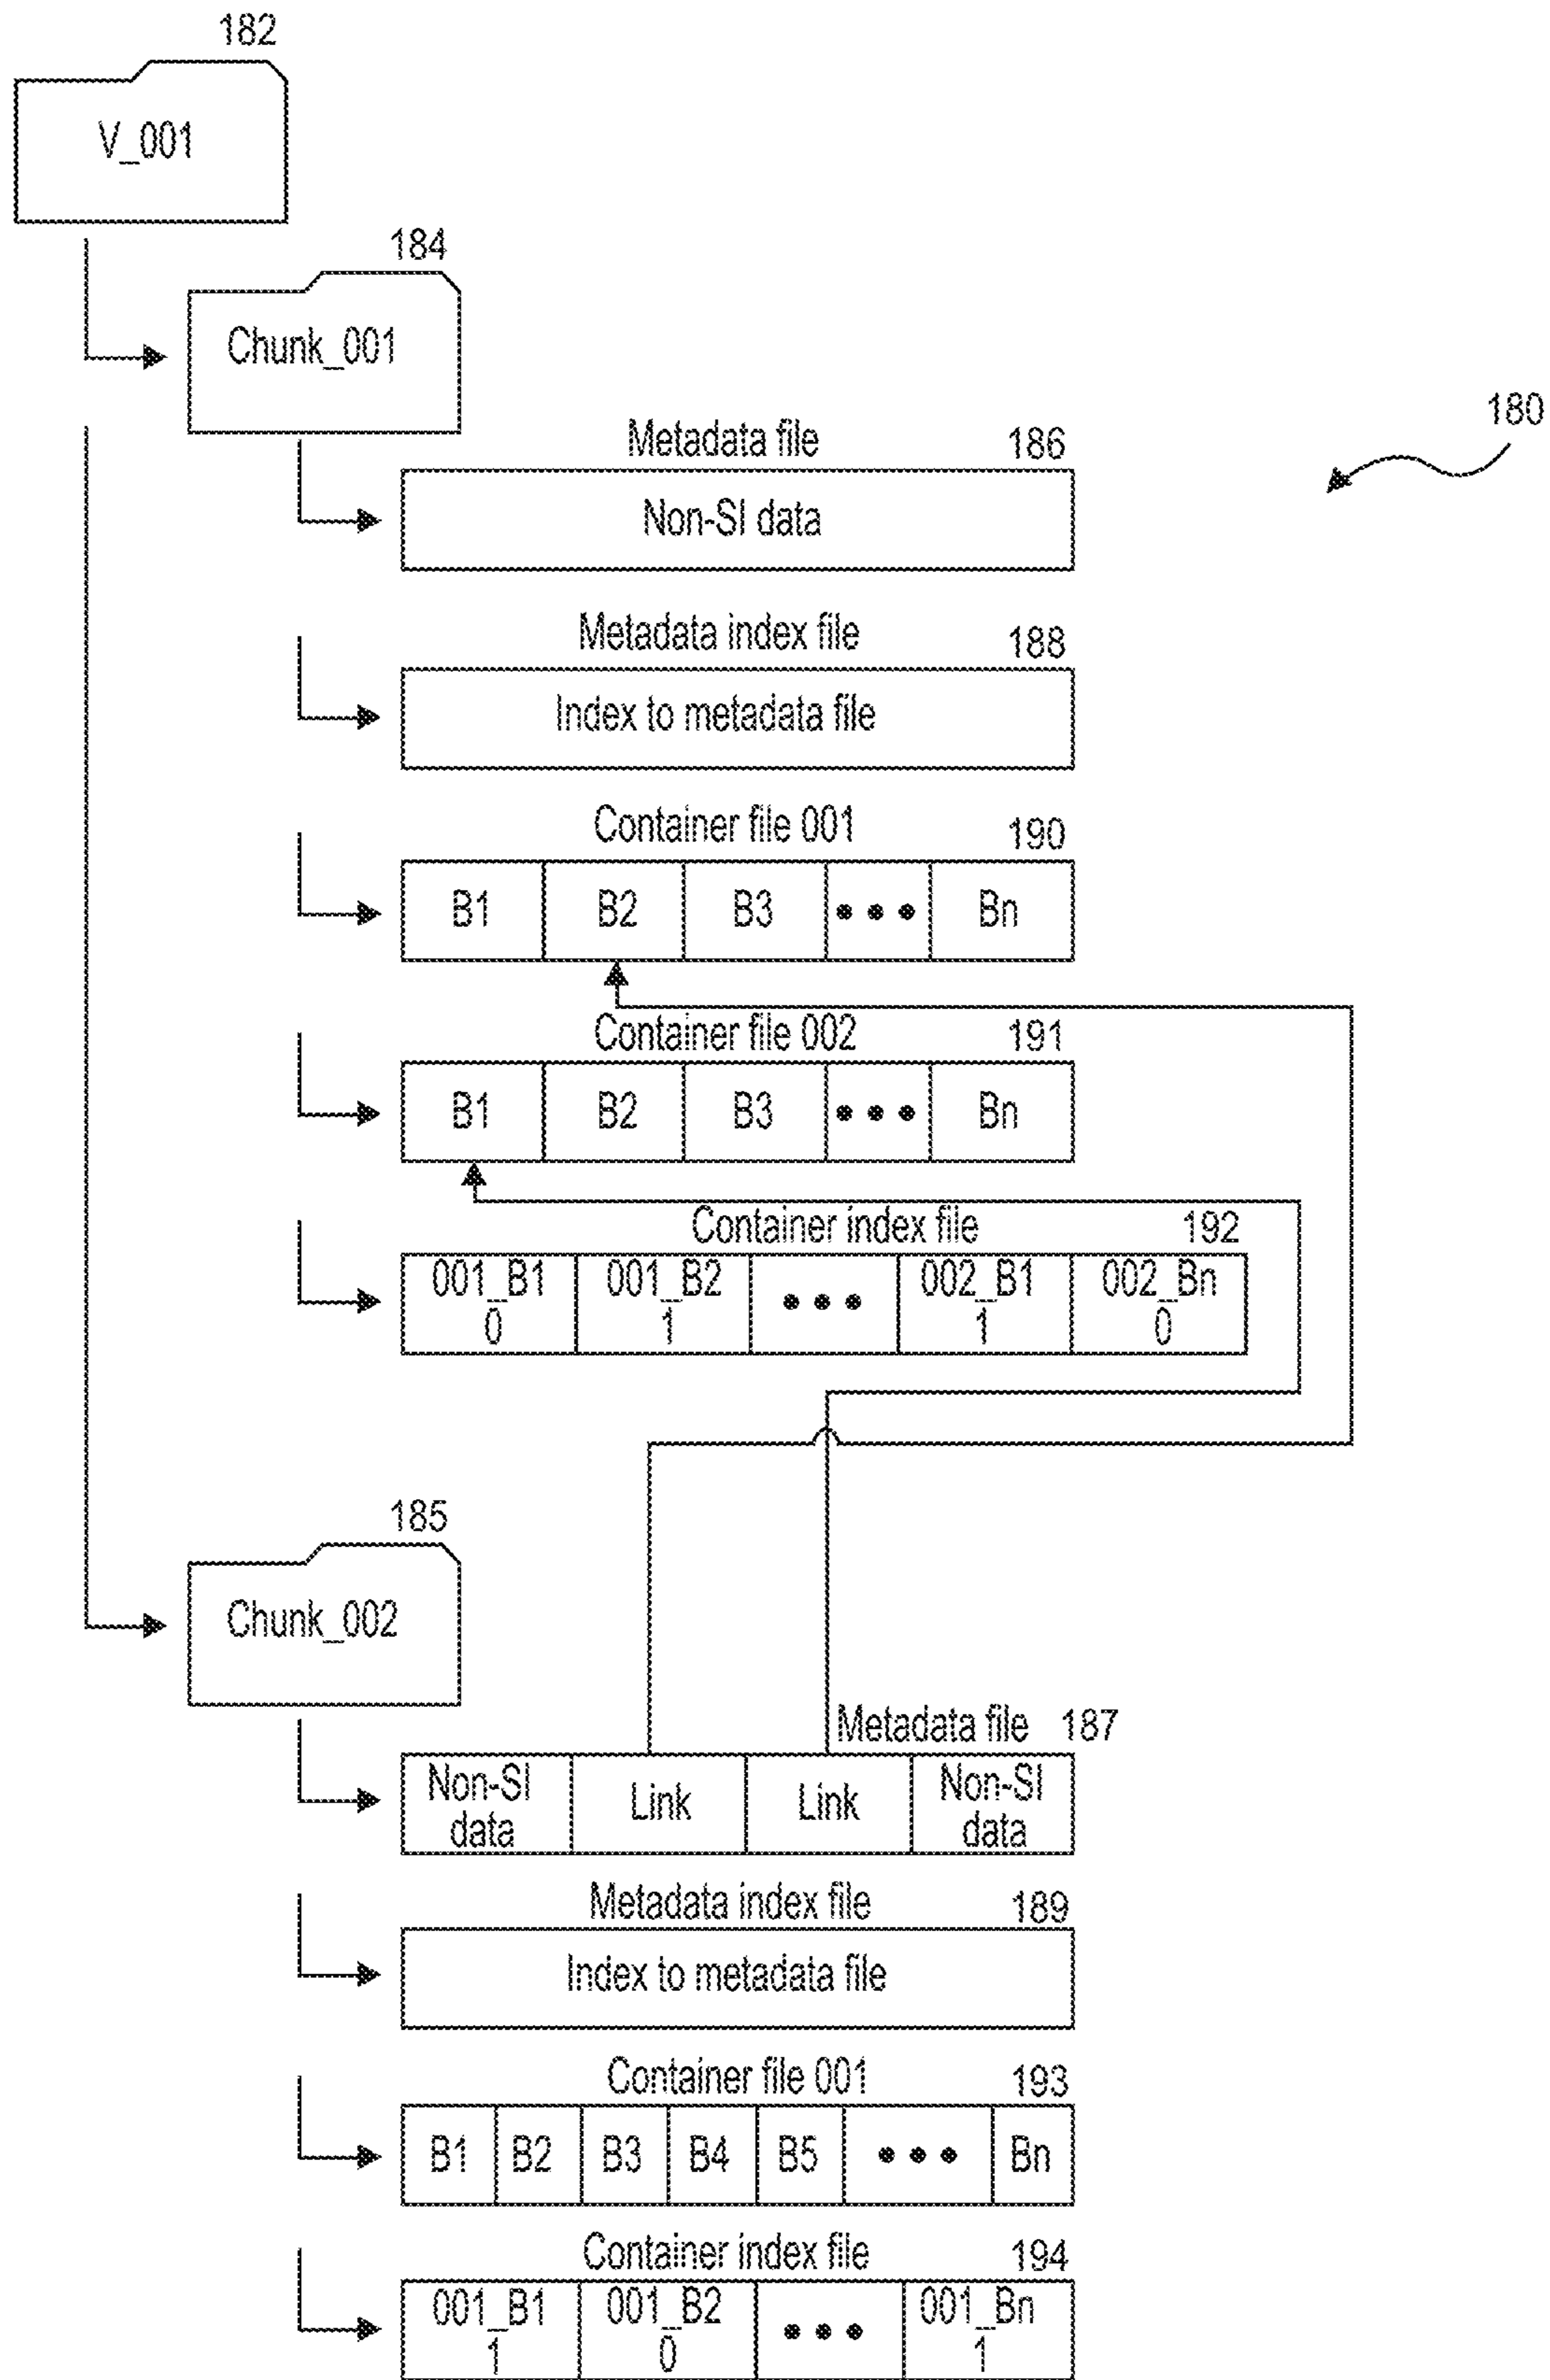 182
V_001
184
Chunk_001
180
Metadata file 186
Non-SI data
Metadata index file 188
Index to metadata file
Container file 001 190
B1 B2 B3 ••• Bn
Container file 002 191
B1 B2 B3 ••• Bn
Container index file 192
001_B1 001_B2 ••• 002_B1 002_Bn
0 1 1 0
185
Chunk_002
Metadata file 187
Non-SI Link Link Non-SI
data data
Metadata index file 189
Index to metadata file
Container file 001 193
B1 B2 B3 B4 B5 ••• Bn
Container index file 194
001_B1 001_B2 ••• 001_Bn
1 0 1